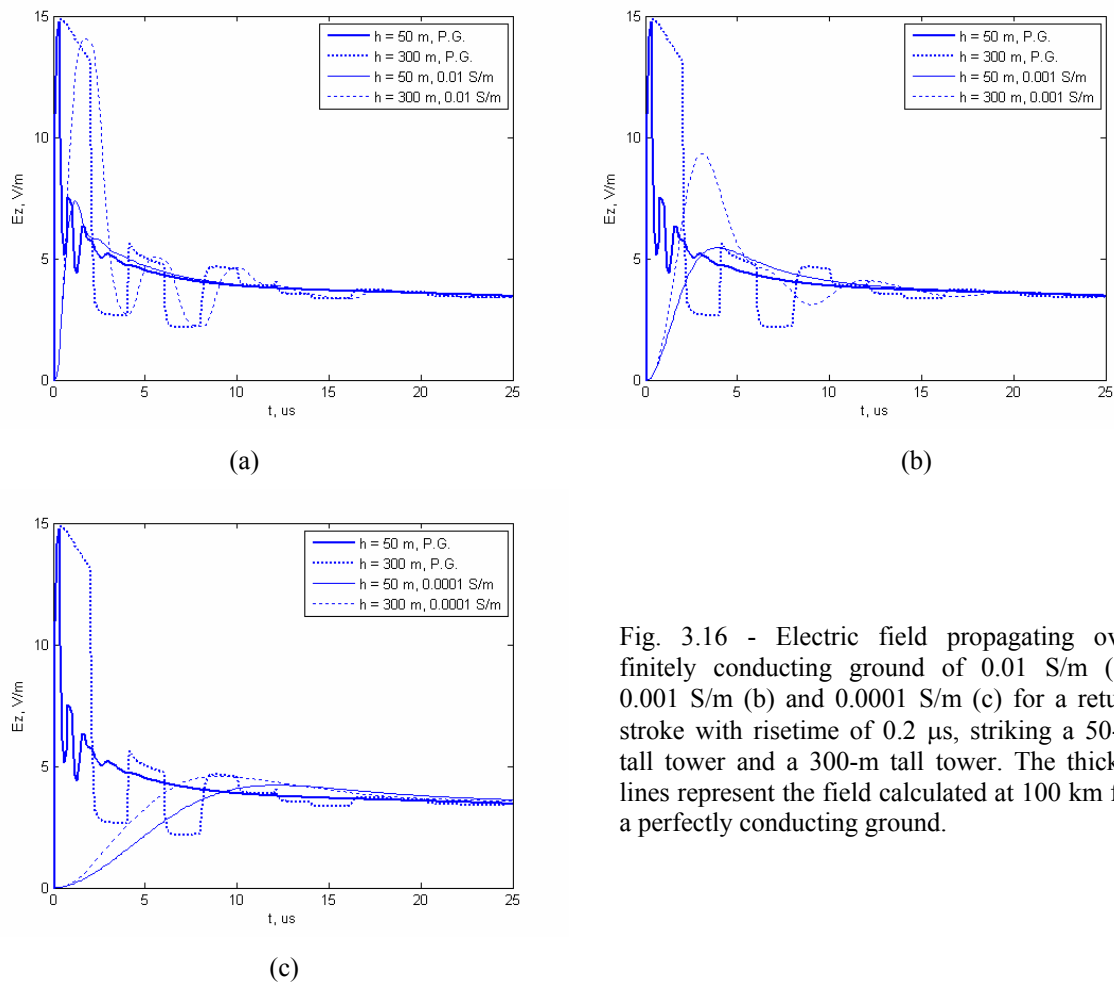 15
10
5
0
0 5 10 15 20 25
Ez, V/m
t, us
h = 50 m, P.G.
h = 300 m, P.G.
h = 50 m, 0.01 S/m
h = 300 m, 0.01 S/m
(a)
15
10
5
0
0 5 10 15 20 25
Ez, V/m
t, us
h = 50 m, P.G.
h = 300 m, P.G.
h = 50 m, 0.001 S/m
h = 300 m, 0.001 S/m
(b)
15
10
5
0
0 5 10 15 20 25
Ez, V/m
t, us
h = 50 m, P.G.
h = 300 m, P.G.
h = 50 m, 0.0001 S/m
h = 300 m, 0.0001 S/m
(c)
Fig. 3.16 - Electric field propagating ov
finitely conducting ground of 0.01 S/m (
0.001 S/m (b) and 0.0001 S/m (c) for a retu
stroke with risetime of 0.2 μs, striking a 50-
tall tower and a 300-m tall tower. The thick
lines represent the field calculated at 100 km f
a perfectly conducting ground.